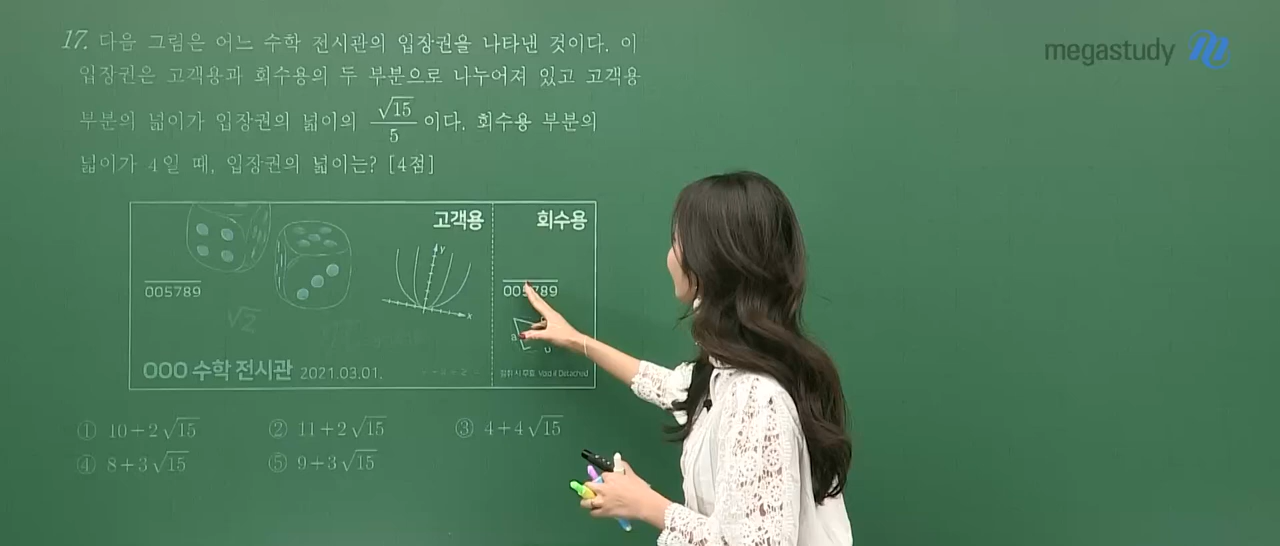 megastudy
17. 다음 그림은 어느 수학 전시관의 입장권을 나타낸 것이다. 이
입장권은 고객용과 회수용의 두 부분으로 나누어져 있고 고객용
부분의 넓이가 입장권의 넓이의 √15/5 이다. 회수용 부분의
넓이가 4일 때, 입장권의 넓이는? [4점]
고객용
회수용
y
x
005789
005789
√2
a
OOO 수학 전시관 2021.03.01.
Void if Detached
① 10+2√15 ② 11+2√15 ③ 4+4√15
④ 8+3√15 ⑤ 9+3√15